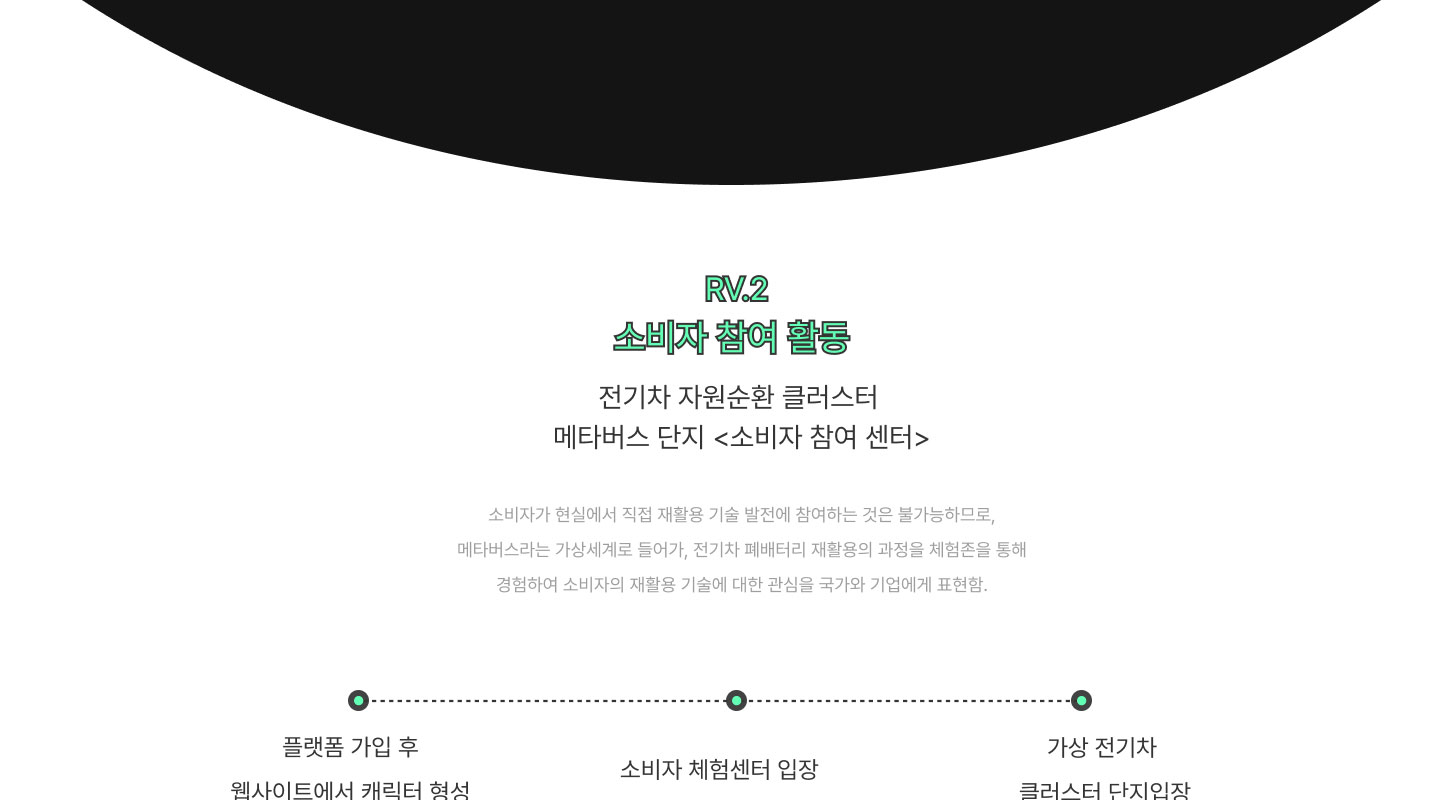 RV.2
소비자 참여 활동
전기차 자원순환 클러스터
메타버스 단지 <소비자 참여 센터>
소비자가 현실에서 직접 재활용 기술 발전에 참여하는 것은 불가능하므로,
메타버스라는 가상세계로 들어가, 전기차 폐배터리 재활용의 과정을 체험존을 통해
경험하여 소비자의 재활용 기술에 대한 관심을 국가와 기업에게 표현함.
플랫폼 가입 후
웹사이트에서 캐릭터 형성
소비자 체험센터 입장
가상 전기차
클러스터 단지입장